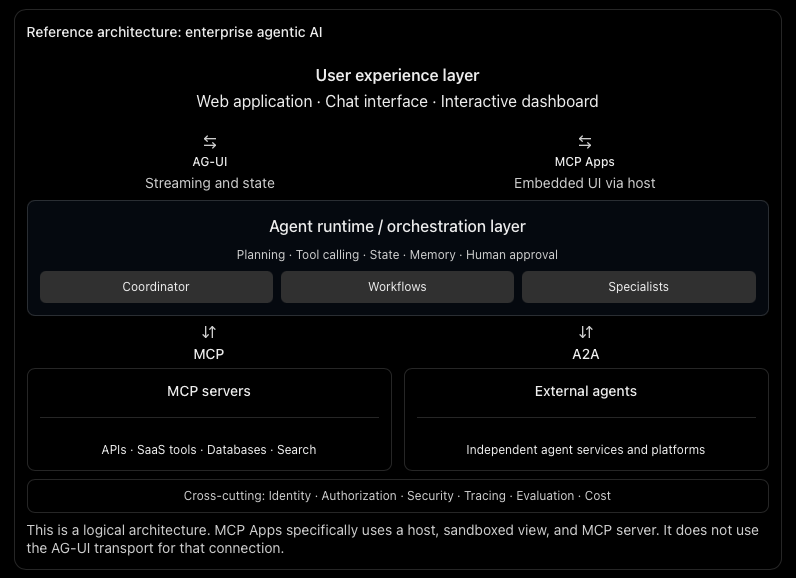 Reference architecture: enterprise agentic AI
User experience layer
Web application · Chat interface · Interactive dashboard
AG-UI
Streaming and state
MCP Apps
Embedded UI via host
Agent runtime / orchestration layer
Planning · Tool calling · State · Memory · Human approval
Coordinator
Workflows
Specialists
MCP
A2A
MCP servers
APIs · SaaS tools · Databases · Search
External agents
Independent agent services and platforms
Cross-cutting: Identity · Authorization · Security · Tracing · Evaluation · Cost
This is a logical architecture. MCP Apps specifically uses a host, sandboxed view, and MCP server. It does not use
the AG-UI transport for that connection.